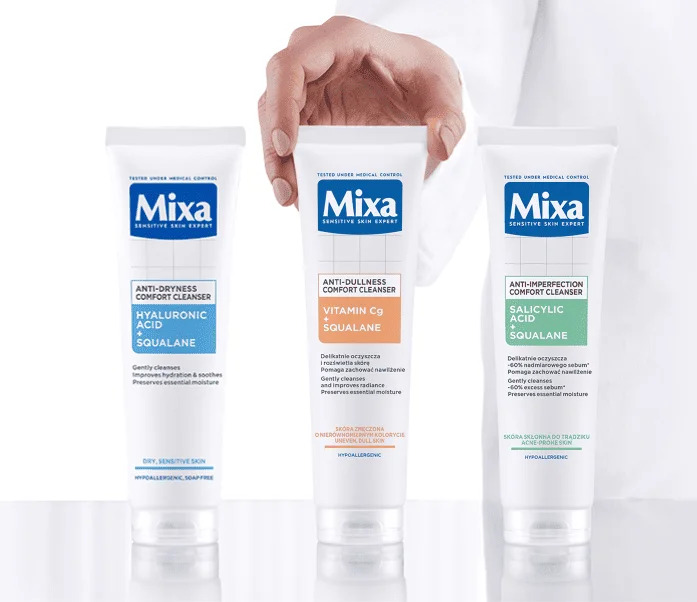 TESTED UNDER MEDICAL CONTROL
Mixa
SENSITIVE SKIN EXPERT
ANTI-DRYNESS
COMFORT CLEANSER
HYALURONIC
ACID
+
SQUALANE
Gently cleanses
Improves hydration & soothes
Preserves essential moisture
DRY, SENSITIVE SKIN
HYPOALLERGENIC, SOAP FREE
TESTED UNDER MEDICAL CONTROL
Mixa
SENSITIVE SKIN EXPERT
ANTI-DULLNESS
COMFORT CLEANSER
VITAMIN Cg
+
SQUALANE
Delikatnie oczyszcza
i rozświetla skórę
Pomaga zachować nawilżenie
Gently cleanses
and improves radiance
Preserves essential moisture
SKÓRA ZMĘCZONA
O NIERÓWNOMIERNYM KOLORYCIE
UNEVEN, DULL SKIN
HYPOALLERGENIC
TESTED UNDER MEDICAL CONTROL
Mixa
SENSITIVE SKIN EXPERT
ANTI-IMPERFECTION
COMFORT CLEANSER
SALICYLIC
ACID
+
SQUALANE
Delikatnie oczyszcza
-60% nadmiarowego sebum*
Pomaga zachować nawilżenie
Gently cleanses
-60% excess sebum*
Preserves essential moisture
SKÓRA SKŁONNA DO TRĄDZIKU
ACNE-PRONE SKIN
HYPOALLERGENIC